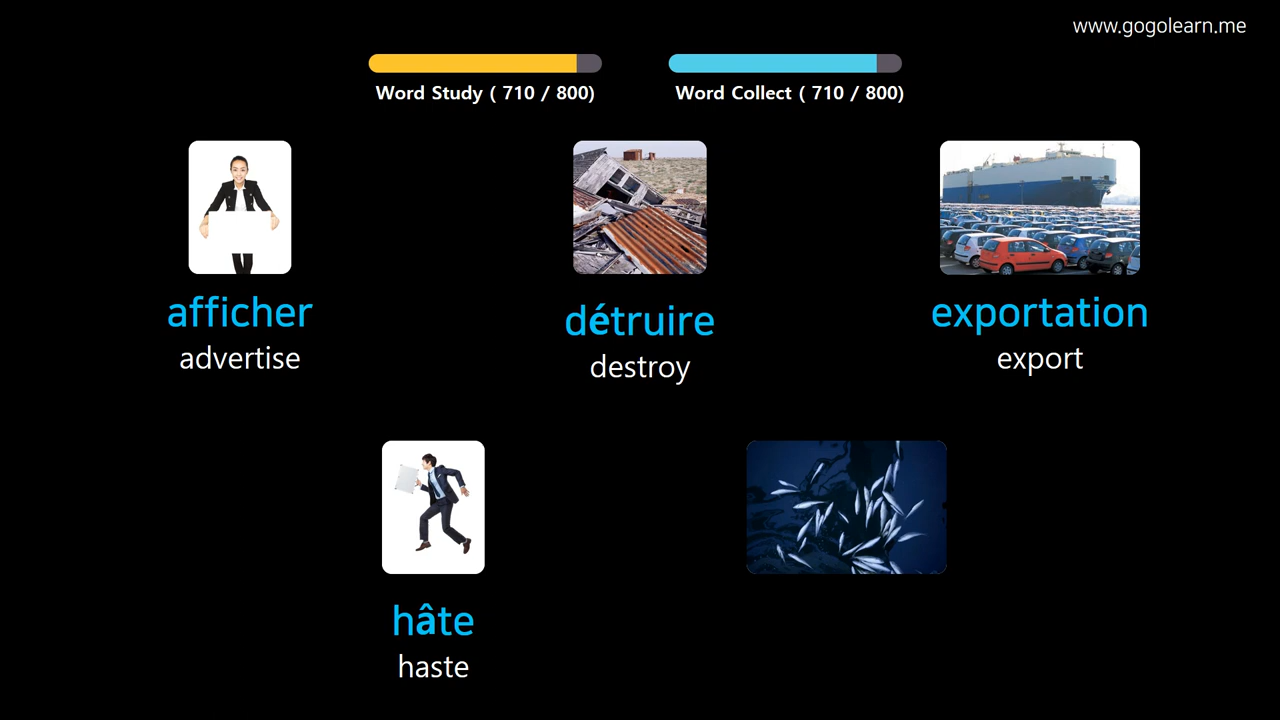 www.gogolearn.me
Word Study ( 710 / 800)
Word Collect ( 710 / 800)
afficher
advertise
détruire
destroy
exportation
export
hâte
haste